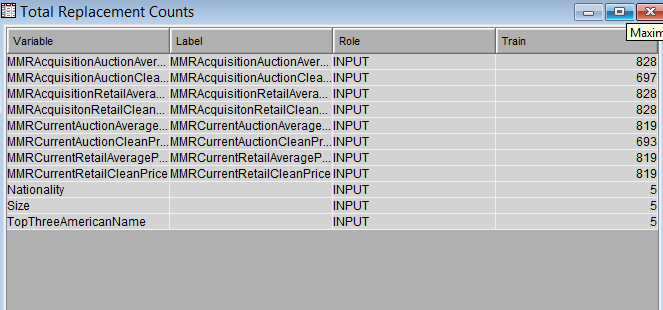 Total Replacement Counts
Maxim
Variable Label Role Train
MMRAcquisitionAuctionAver... MMRAcquisitionAuctionAver... INPUT 828
MMRAcquisitionAuctionClea... MMRAcquisitionAuctionClea... INPUT 697
MMRAcquisitionRetailAvera... MMRAcquisitionRetailAvera... INPUT 828
MMRAcquisitonRetailClean... MMRAcquisitonRetailClean... INPUT 828
MMRCurrentAuctionAverage... MMRCurrentAuctionAverage... INPUT 819
MMRCurrentAuctionCleanPr... MMRCurrentAuctionCleanPr... INPUT 693
MMRCurrentRetailAverageP... MMRCurrentRetailAverageP... INPUT 819
MMRCurrentRetailCleanPrice MMRCurrentRetailCleanPrice INPUT 819
Nationality INPUT 5
Size INPUT 5
TopThreeAmericanName INPUT 5